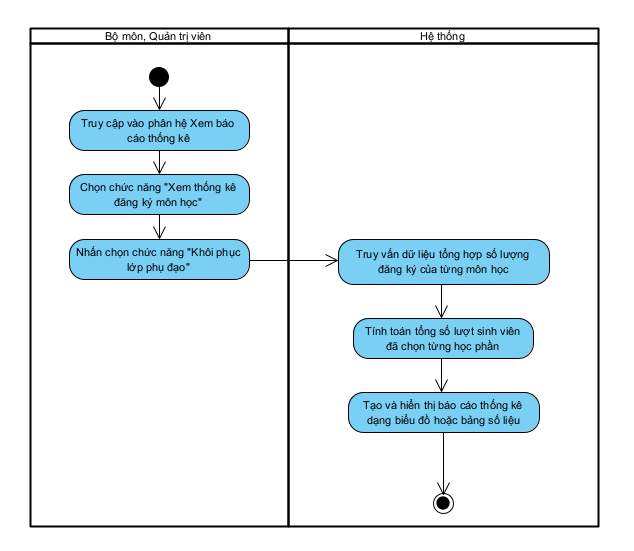 Bộ môn, Quản trị viên
Hệ thống
Truy cập vào phân hệ Xem báo
cáo thống kê
Chọn chức năng "Xem thống kê
đăng ký môn học"
Nhấn chọn chức năng "Khôi phục
lớp phụ đạo"
Truy vấn dữ liệu tổng hợp số lượng
đăng ký của từng môn học
Tính toán tổng số lượt sinh viên
đã chọn từng học phần
Tạo và hiển thị báo cáo thống kê
dạng biểu đồ hoặc bảng số liệu